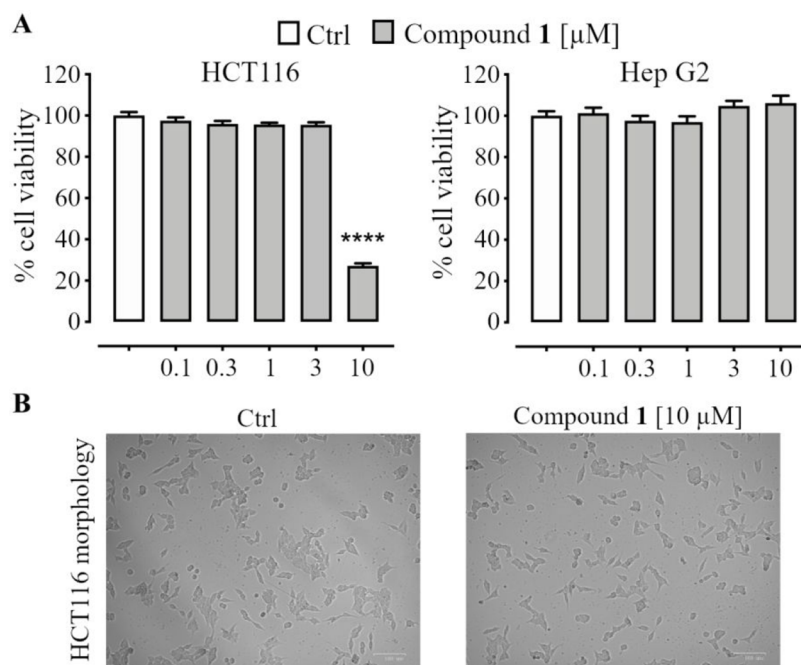 A
Ctrl Compound 1 [µM]
HCT116
% cell viability
120
100
80
60
40
20
0
****
0.1 0.3 1 3 10
Hep G2
% cell viability
120
100
80
60
40
20
0
0.1 0.3 1 3 10
B
Ctrl
Compound 1 [10 µM]
HCT116 morphology